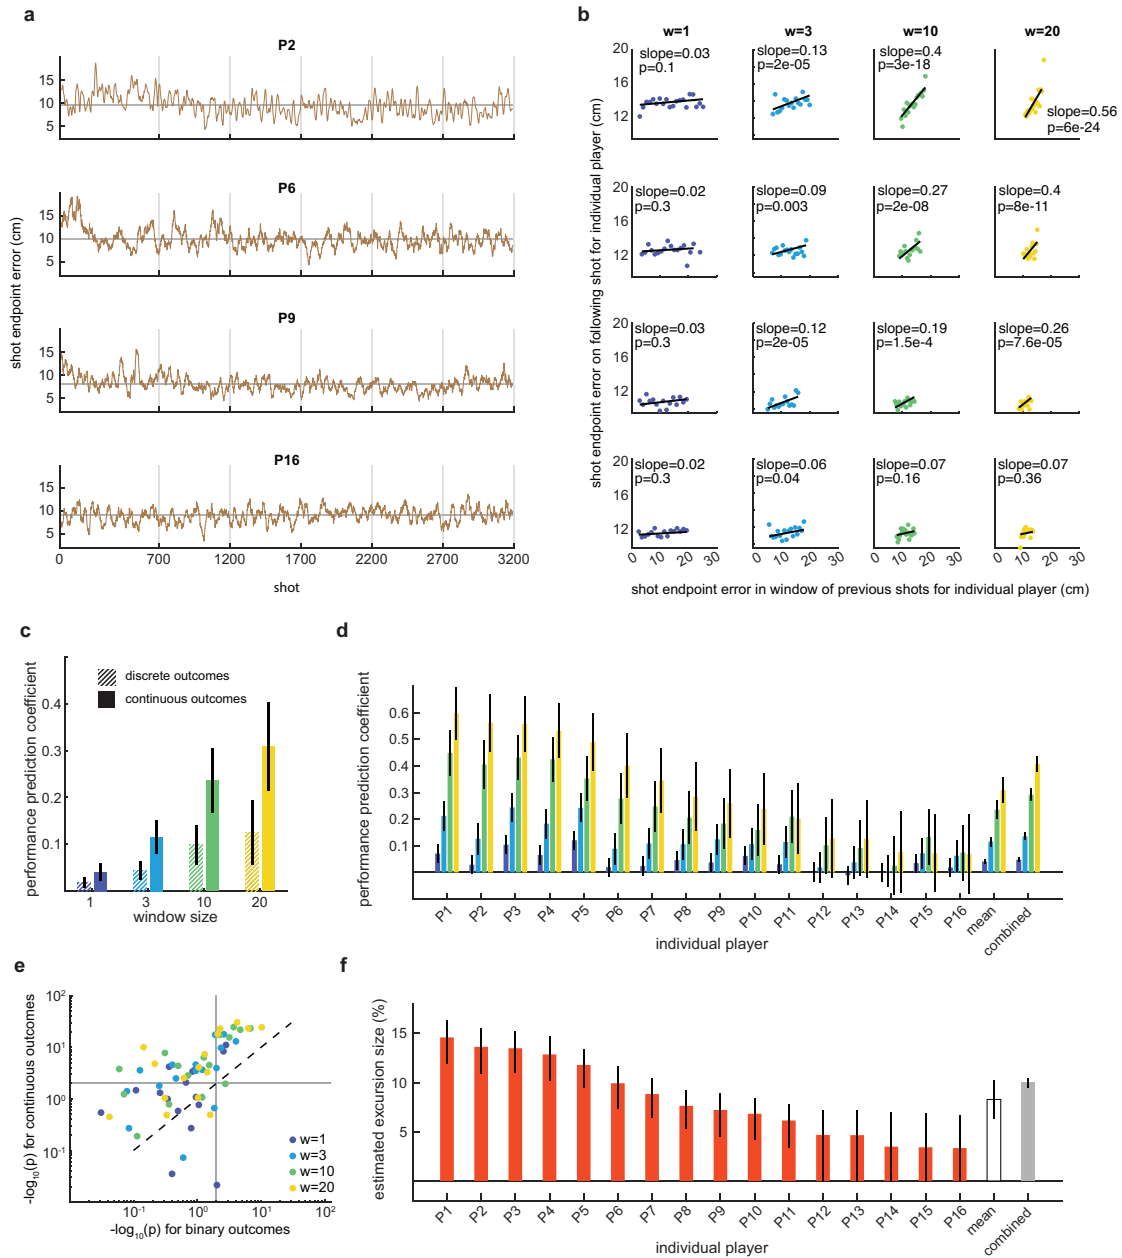 a
P2
15
10
5
P6
15
10
5
shot endpoint error (cm)
P9
15
10
5
P16
15
10
5
0
700
1200
1700
2200
2700
3200
shot
b
w=1
w=3
w=10
w=20
20
16
12
slope=0.03
p=0.1
slope=0.13
p=2e-05
slope=0.4
p=3e-18
slope=0.56
p=6e-24
20
16
12
slope=0.02
p=0.3
slope=0.09
p=0.003
slope=0.27
p=2e-08
slope=0.4
p=8e-11
shot endpoint error on following shot for individual player (cm)
20
16
12
slope=0.03
p=0.3
slope=0.12
p=2e-05
slope=0.19
p=1.5e-4
slope=0.26
p=7.6e-05
20
16
12
slope=0.02
p=0.3
slope=0.06
p=0.04
slope=0.07
p=0.16
slope=0.07
p=0.36
0 10 20 30
0 10 20 30
0 10 20 30
0 10 20 30
shot endpoint error in window of previous shots for individual player (cm)
c
performance prediction coefficient
0.4
0.3
0.2
0.1
discrete outcomes
continuous outcomes
1
3
10
20
window size
d
performance prediction coefficient
0.6
0.5
0.4
0.3
0.2
0.1
P1
P2
P3
P4
P5
P6
P7
P8
P9
P10
P11
P12
P13
P14
P15
P16
mean
combined
individual player
e
-log10(p) for continuous outcomes
10²
10¹
10⁰
10⁻¹
w=1
w=3
w=10
w=20
10⁻¹
10⁰
10¹
10²
-log10(p) for binary outcomes
f
estimated excursion size (%)
15
10
5
P1
P2
P3
P4
P5
P6
P7
P8
P9
P10
P11
P12
P13
P14
P15
P16
mean
combined
individual player